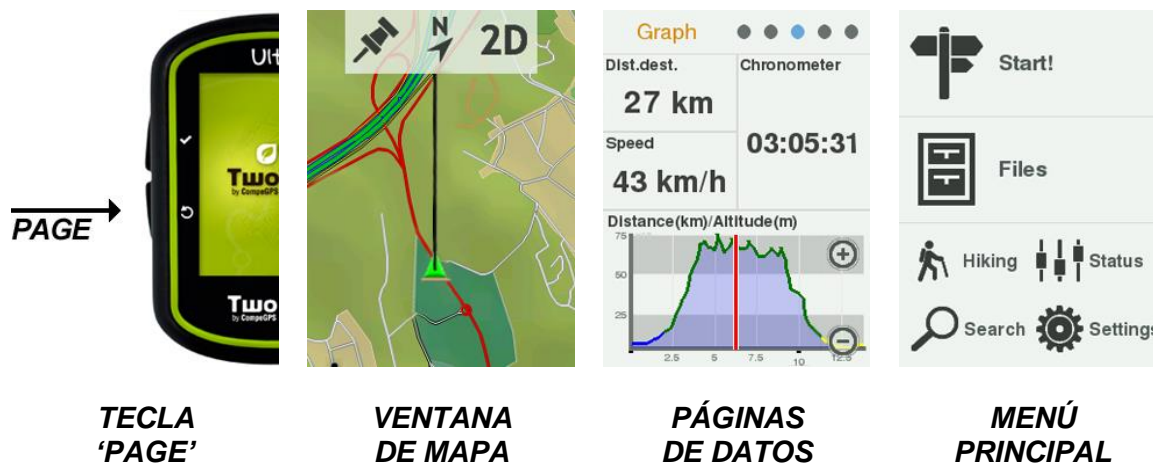 PAGE
Ult
Two
by CompeGPS
Two
by CompeGPS
N
2D
Graph
Dist.dest.
27 km
Speed
43 km/h
Chronometer
03:05:31
Distance(km)/Altitude(m)
75
50
25
2.5 5 7.5 10 12.5
Start!
Files
Hiking Status
Search Settings
TECLA
‘PAGE’
VENTANA
DE MAPA
PÁGINAS
DE DATOS
MENÚ
PRINCIPAL